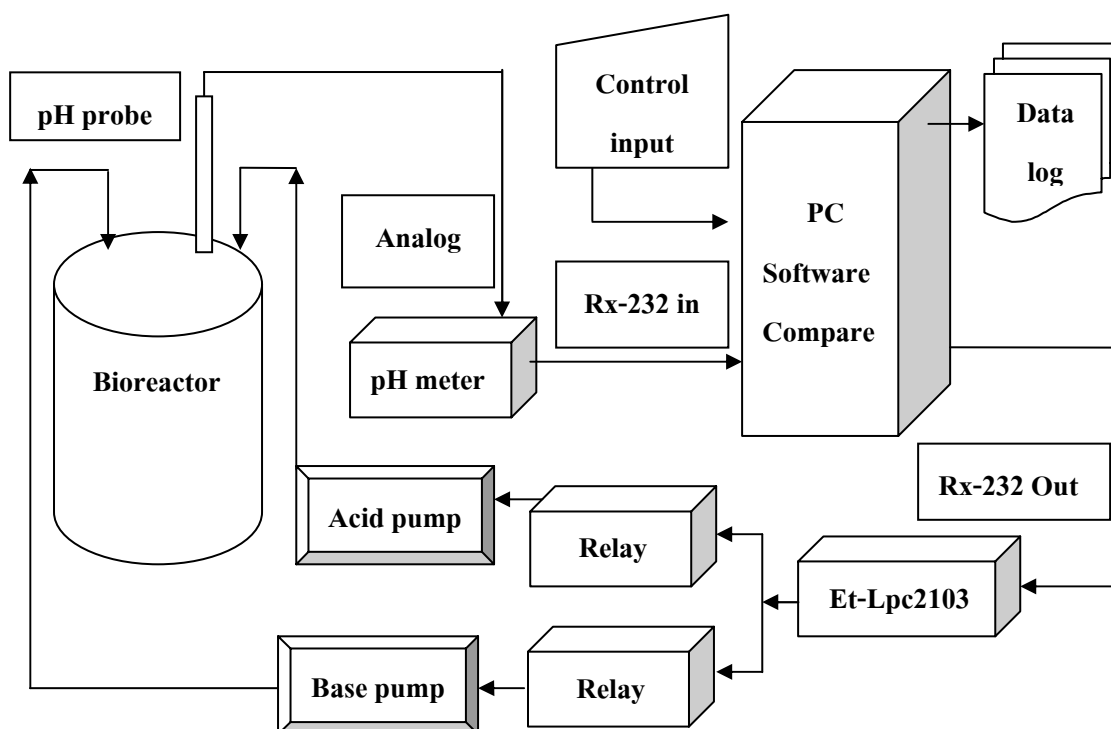 pH probe
Control
input
Data
log
PC
Software
Compare
Analog
Rx-232 in
Bioreactor
pH meter
Rx-232 Out
Acid pump
Relay
Et-Lpc2103
Base pump
Relay